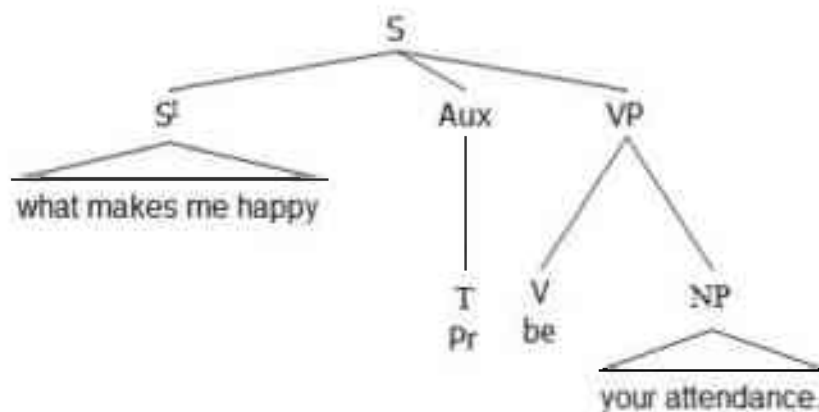 S
S¹ Aux VP
what makes me happy
T V NP
Pr be
your attendance